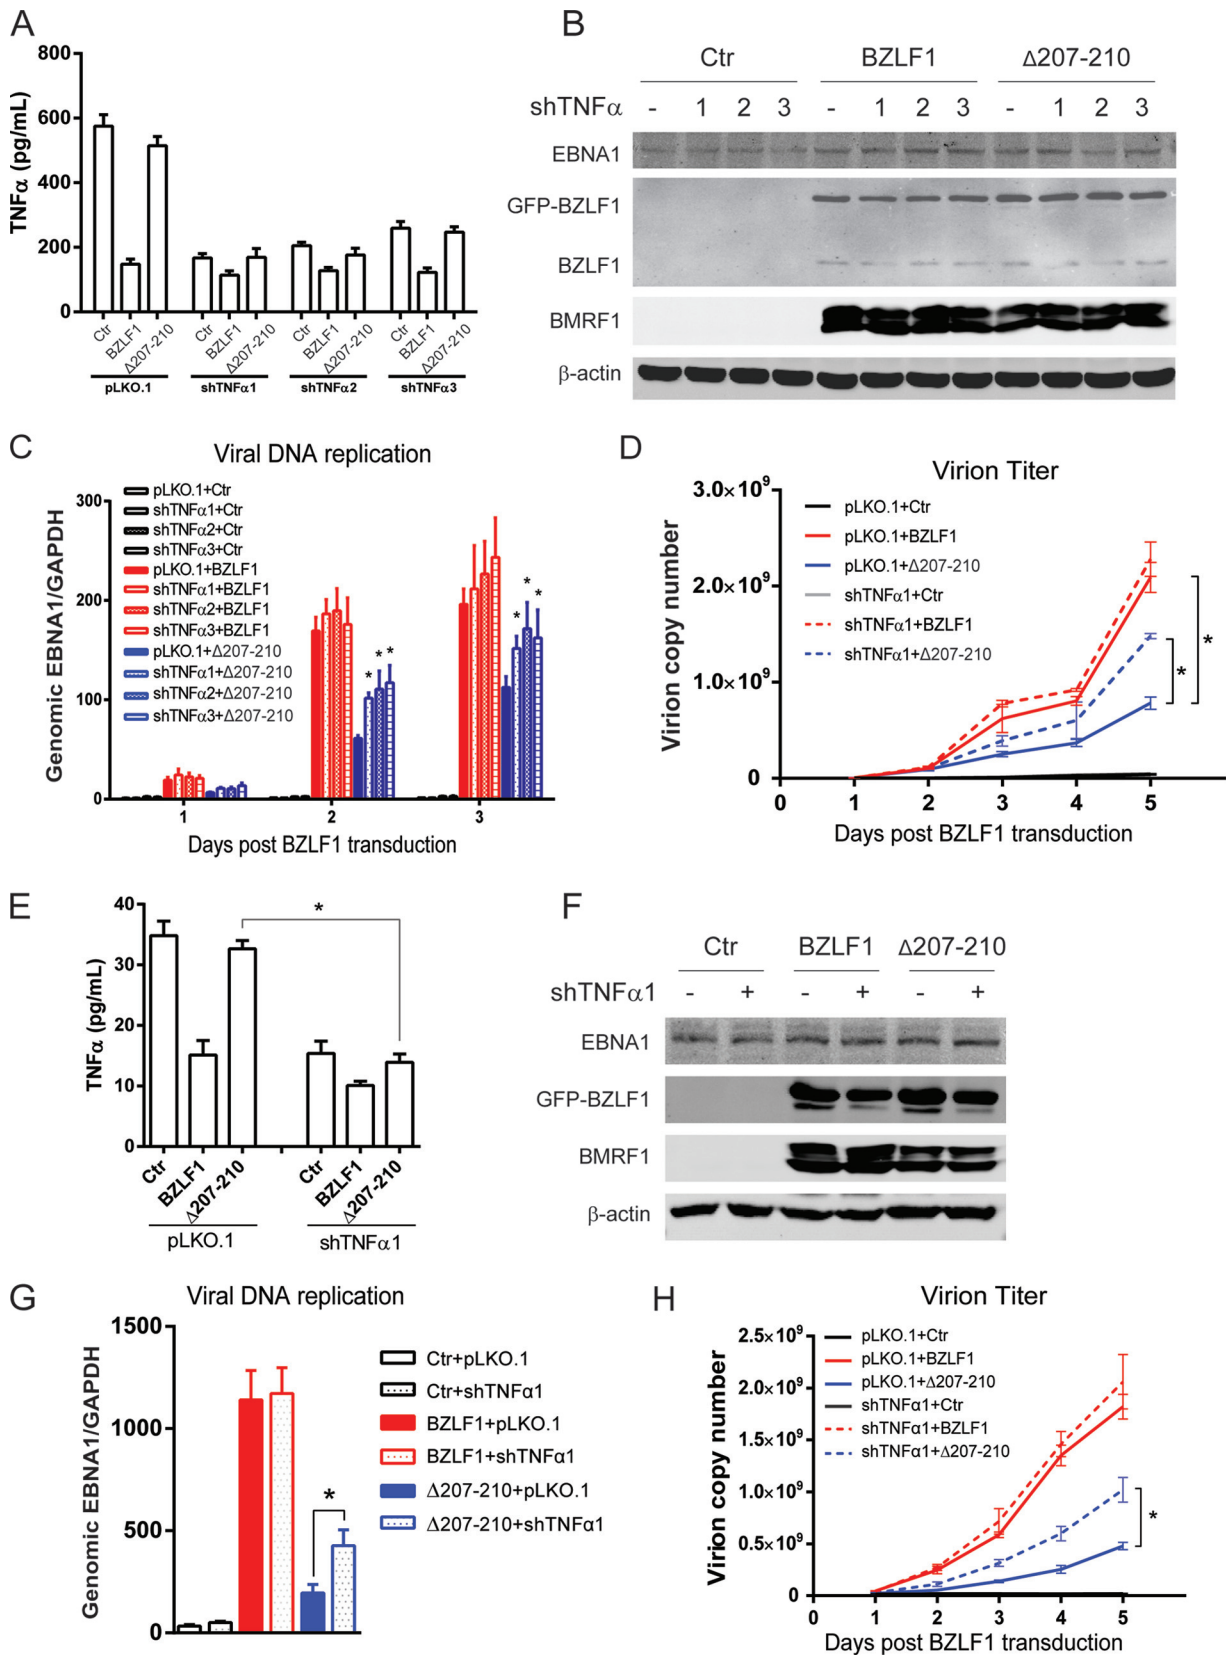 A
TNFα (pg/mL)
800
600
400
200
0
Ctr
BZLF1
Δ207-210
Ctr
BZLF1
Δ207-210
Ctr
BZLF1
Δ207-210
Ctr
BZLF1
Δ207-210
pLKO.1
shTNFα1
shTNFα2
shTNFα3
B
Ctr BZLF1 Δ207-210
shTNFα - 1 2 3 - 1 2 3 - 1 2 3
EBNA1
GFP-BZLF1
BZLF1
BMRF1
β-actin
C
Viral DNA replication
Genomic EBNA1/GAPDH
300
200
100
0
pLKO.1+Ctr
shTNFα1+Ctr
shTNFα2+Ctr
shTNFα3+Ctr
pLKO.1+BZLF1
shTNFα1+BZLF1
shTNFα2+BZLF1
shTNFα3+BZLF1
pLKO.1+Δ207-210
shTNFα1+Δ207-210
shTNFα2+Δ207-210
shTNFα3+Δ207-210
* * *
* * *
1 2 3
Days post BZLF1 transduction
D
Virion Titer
Virion copy number
3.0×10⁹
2.0×10⁹
1.0×10⁹
0
pLKO.1+Ctr
pLKO.1+BZLF1
pLKO.1+Δ207-210
shTNFα1+Ctr
shTNFα1+BZLF1
shTNFα1+Δ207-210
* *
0 1 2 3 4 5
Days post BZLF1 transduction
E
TNFα (pg/mL)
40
30
20
10
0
*
Ctr
BZLF1
Δ207-210
Ctr
BZLF1
Δ207-210
pLKO.1
shTNFα1
F
Ctr BZLF1 Δ207-210
shTNFα1 - + - + - +
EBNA1
GFP-BZLF1
BMRF1
β-actin
G
Viral DNA replication
Genomic EBNA1/GAPDH
1500
1000
500
0
*
Ctr+pLKO.1
Ctr+shTNFα1
BZLF1+pLKO.1
BZLF1+shTNFα1
Δ207-210+pLKO.1
Δ207-210+shTNFα1
H
Virion Titer
Virion copy number
2.5×10⁹
2.0×10⁹
1.5×10⁹
1.0×10⁹
0.5×10⁹
0
pLKO.1+Ctr
pLKO.1+BZLF1
pLKO.1+Δ207-210
shTNFα1+Ctr
shTNFα1+BZLF1
shTNFα1+Δ207-210
*
0 1 2 3 4 5
Days post BZLF1 transduction